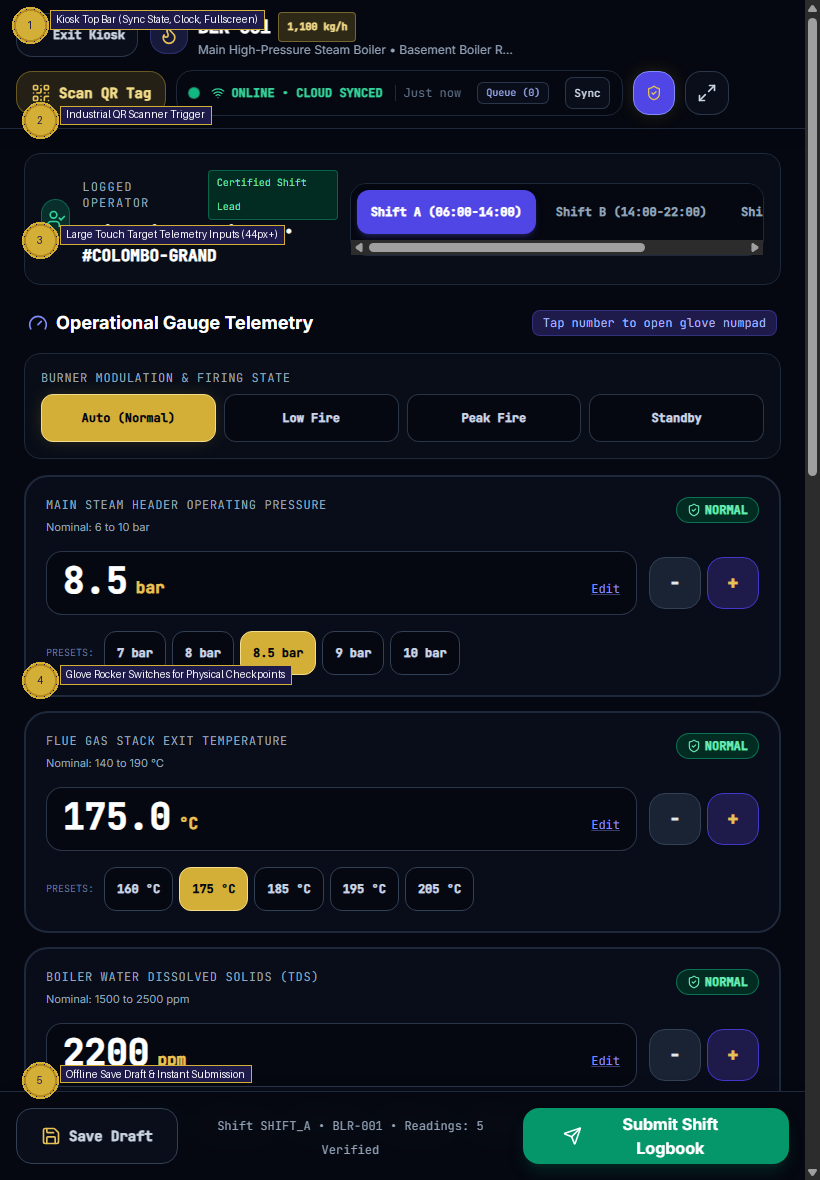 1
Kiosk Top Bar (Sync State, Clock, Fullscreen)
Exit Kiosk
1,100 kg/h
Main High-Pressure Steam Boiler • Basement Boiler R...
Scan QR Tag
ONLINE • CLOUD SYNCED
Just now
Queue (0)
Sync
2
Industrial QR Scanner Trigger
LOGGED
OPERATOR
Certified Shift
Lead
Shift A (06:00-14:00)
Shift B (14:00-22:00)
Shi
3
Large Touch Target Telemetry Inputs (44px+)
#COLOMBO-GRAND
Operational Gauge Telemetry
Tap number to open glove numpad
BURNER MODULATION & FIRING STATE
Auto (Normal)
Low Fire
Peak Fire
Standby
MAIN STEAM HEADER OPERATING PRESSURE
NORMAL
Nominal: 6 to 10 bar
8.5 bar
Edit
-
+
PRESETS:
7 bar
8 bar
8.5 bar
9 bar
10 bar
4
Glove Rocker Switches for Physical Checkpoints
FLUE GAS STACK EXIT TEMPERATURE
NORMAL
Nominal: 140 to 190 °C
175.0 °C
Edit
-
+
PRESETS:
160 °C
175 °C
185 °C
195 °C
205 °C
BOILER WATER DISSOLVED SOLIDS (TDS)
NORMAL
Nominal: 1500 to 2500 ppm
2200 ppm
Edit
-
+
5
Offline Save Draft & Instant Submission
Save Draft
Shift SHIFT_A • BLR-001 • Readings: 5
Verified
Submit Shift
Logbook